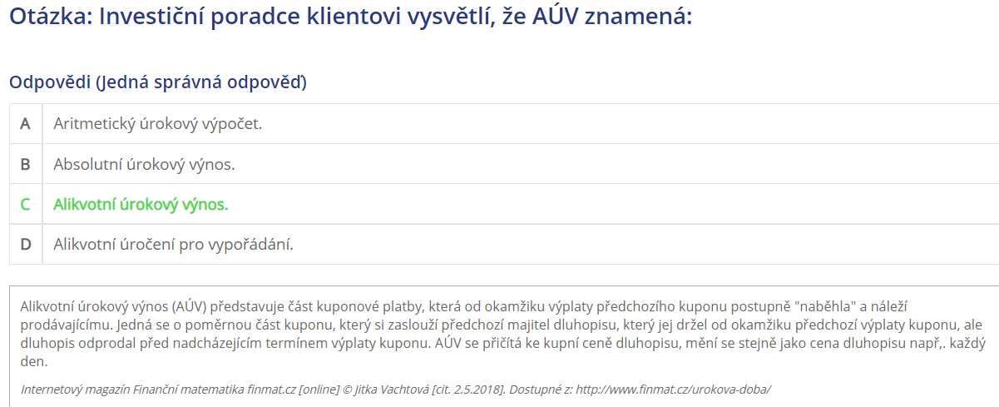 Otázka: Investiční poradce klientovi vysvětlí, že AÚV znamená:
Odpovědi (Jedná správná odpověď)
A Aritmetický úrokový výpočet.
B Absolutní úrokový výnos.
C Alikvotní úrokový výnos.
D Alikvotní úročení pro vypořádání.
Alikvotní úrokový výnos (AÚV) představuje část kuponové platby, která od okamžiku výplaty předchozího kuponu postupně "naběhla" a náleží
prodávajícímu. Jedná se o poměrnou část kuponu, který si zaslouží předchozí majitel dluhopisu, který jej držel od okamžiku předchozí výplaty kuponu, ale
dluhopis odprodal před nadcházejícím termínem výplaty kuponu. AÚV se přičítá ke kupní ceně dluhopisu, mění se stejně jako cena dluhopisu např,. každý
den.
Internetový magazín Finanční matematika finmat.cz [online] © Jitka Vachtová [cit. 2.5.2018]. Dostupné z: http://www.finmat.cz/urokova-doba/